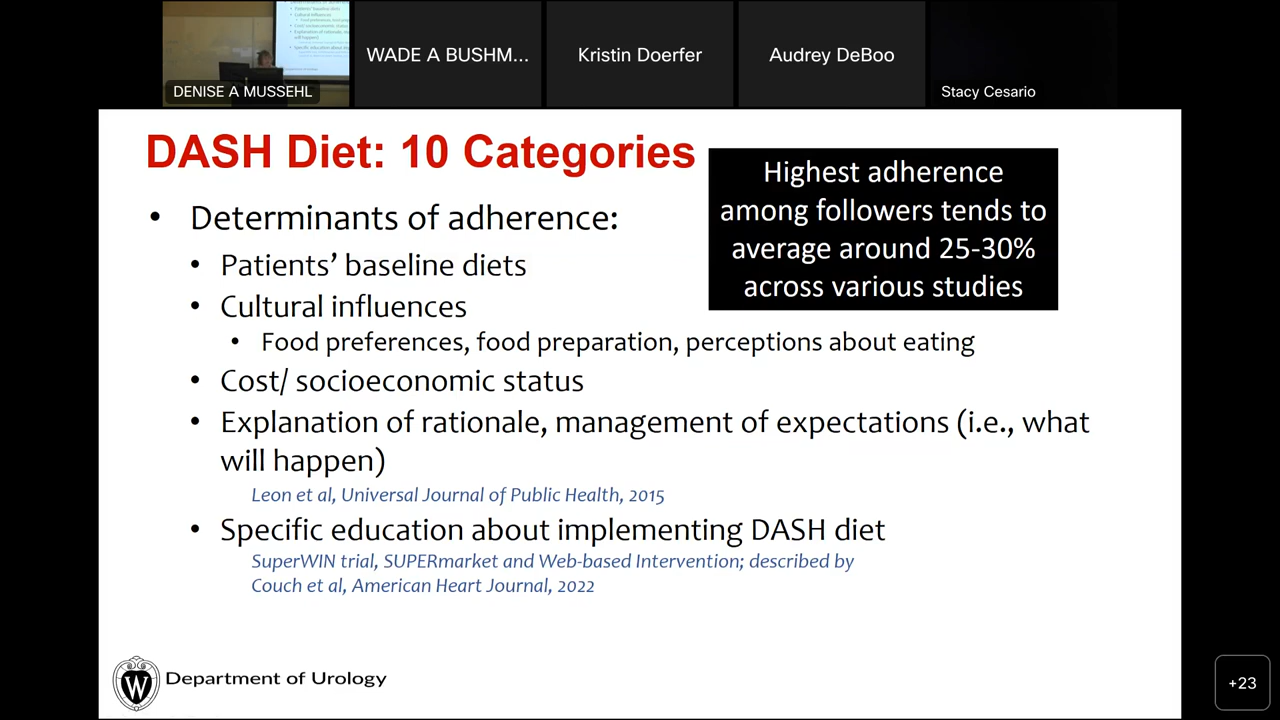 DENISE A MUSSEHL
WADE A BUSHM...
Kristin Doerfer
Audrey DeBoo
Stacy Cesario
DASH Diet: 10 Categories
Highest adherence
among followers tends to
average around 25-30%
across various studies
• Determinants of adherence:
• Patients' baseline diets
• Cultural influences
• Food preferences, food preparation, perceptions about eating
• Cost/ socioeconomic status
• Explanation of rationale, management of expectations (i.e., what
will happen)
Leon et al, Universal Journal of Public Health, 2015
• Specific education about implementing DASH diet
SuperWIN trial, SUPERmarket and Web-based Intervention; described by
Couch et al, American Heart Journal, 2022
W
Department of Urology
+23